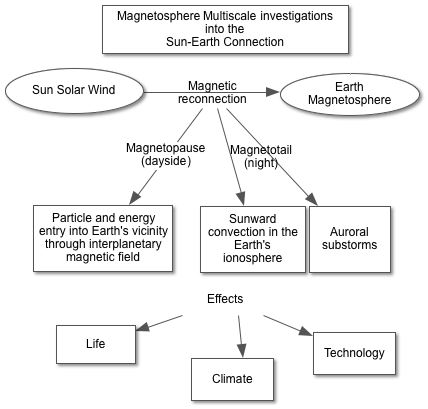 Magnetosphere Multiscale investigations
into the
Sun-Earth Connection
Sun Solar Wind
Magnetic
reconnection
Earth
Magnetosphere
Magnetopause
(dayside)
Magnetotail
(night)
Particle and energy
entry into Earth's vicinity
through interplanetary
magnetic field
Sunward
convection in the
Earth's
ionosphere
Auroral
substorms
Effects
Life
Climate
Technology